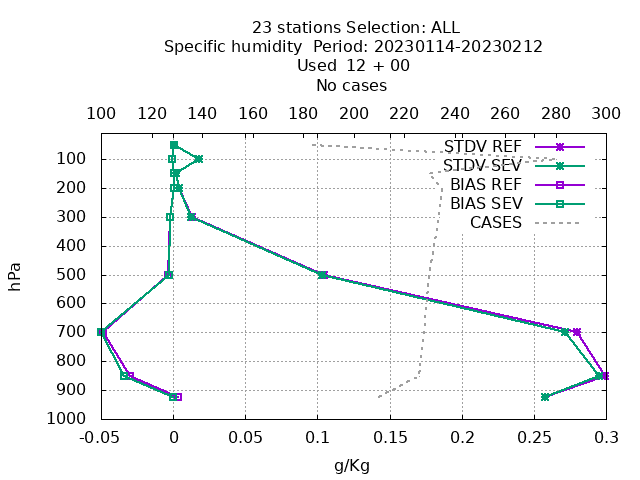 23 stations Selection: ALL
Specific humidity  Period: 20230114-20230212
Used  12 + 00
No cases
100 120 140 160 180 200 220 240 260 280 300
STDV REF
STDV SEV
BIAS REF
BIAS SEV
CASES
100
200
300
400
500
600
700
800
900
1000
hPa
-0.05 0 0.05 0.1 0.15 0.2 0.25 0.3
g/Kg